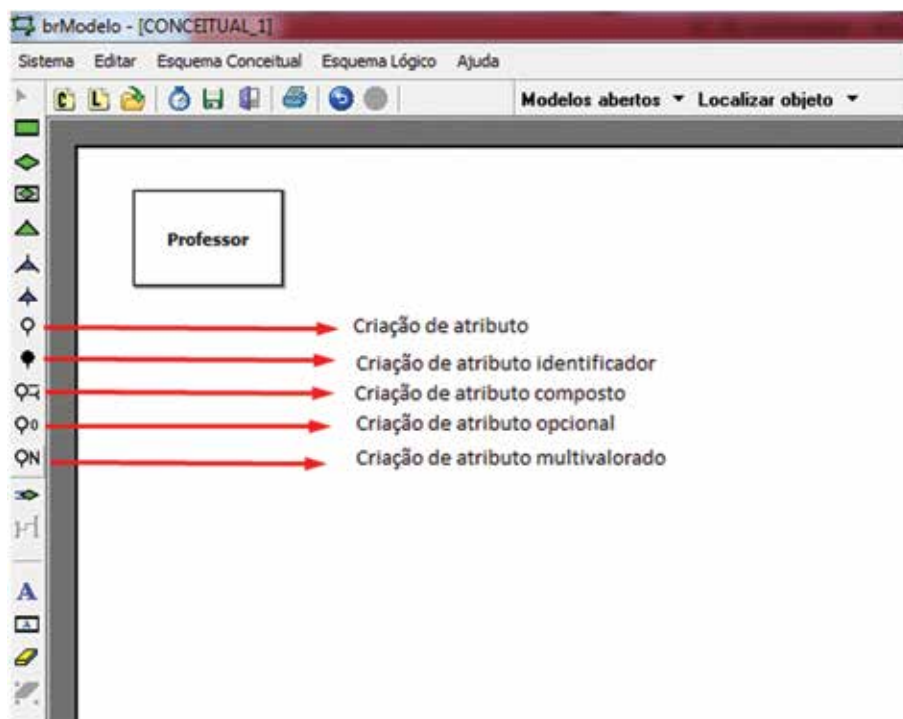 brModelo - [CONCEITUAL_1]
Sistema Editar Esquema Conceitual Esquema Lógico Ajuda
C L Modelos abertos Localizar objeto
Professor
Criação de atributo
Criação de atributo identificador
Criação de atributo composto
0 Criação de atributo opcional
N Criação de atributo multivalorado
A
A